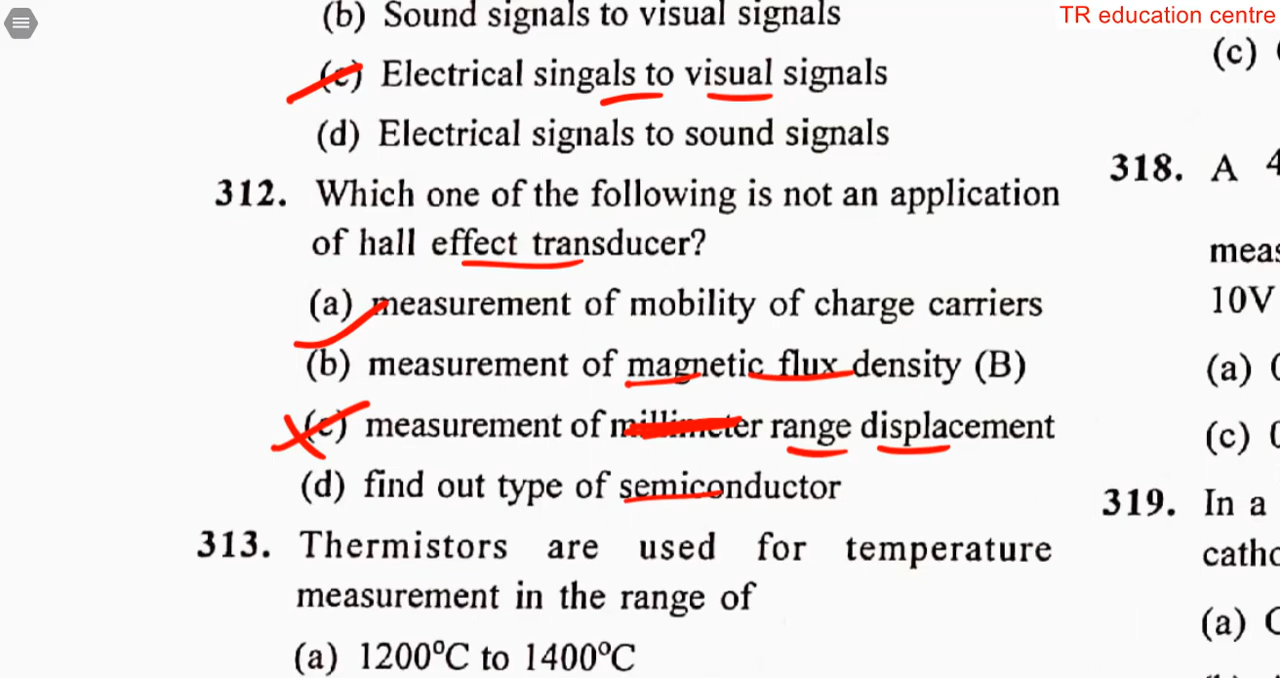 TR education centre
(b) Sound signals to visual signals
(c) Electrical singals to visual signals
(d) Electrical signals to sound signals
312. Which one of the following is not an application
of hall effect transducer?
(a) measurement of mobility of charge carriers
(b) measurement of magnetic flux density (B)
(c) measurement of millimeter range displacement
(d) find out type of semiconductor
313. Thermistors are used for temperature
measurement in the range of
(a) 1200°C to 1400°C
(c)
318. A 4
meas
10V
(a)
(c)
319. In a
catho
(a)